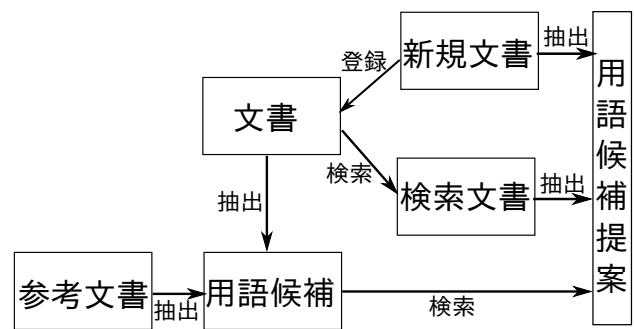 新規文書
抽出
登録
文書
検索
検索文書
抽出
抽出
参考文書
抽出
用語候補
検索
用語候補提案